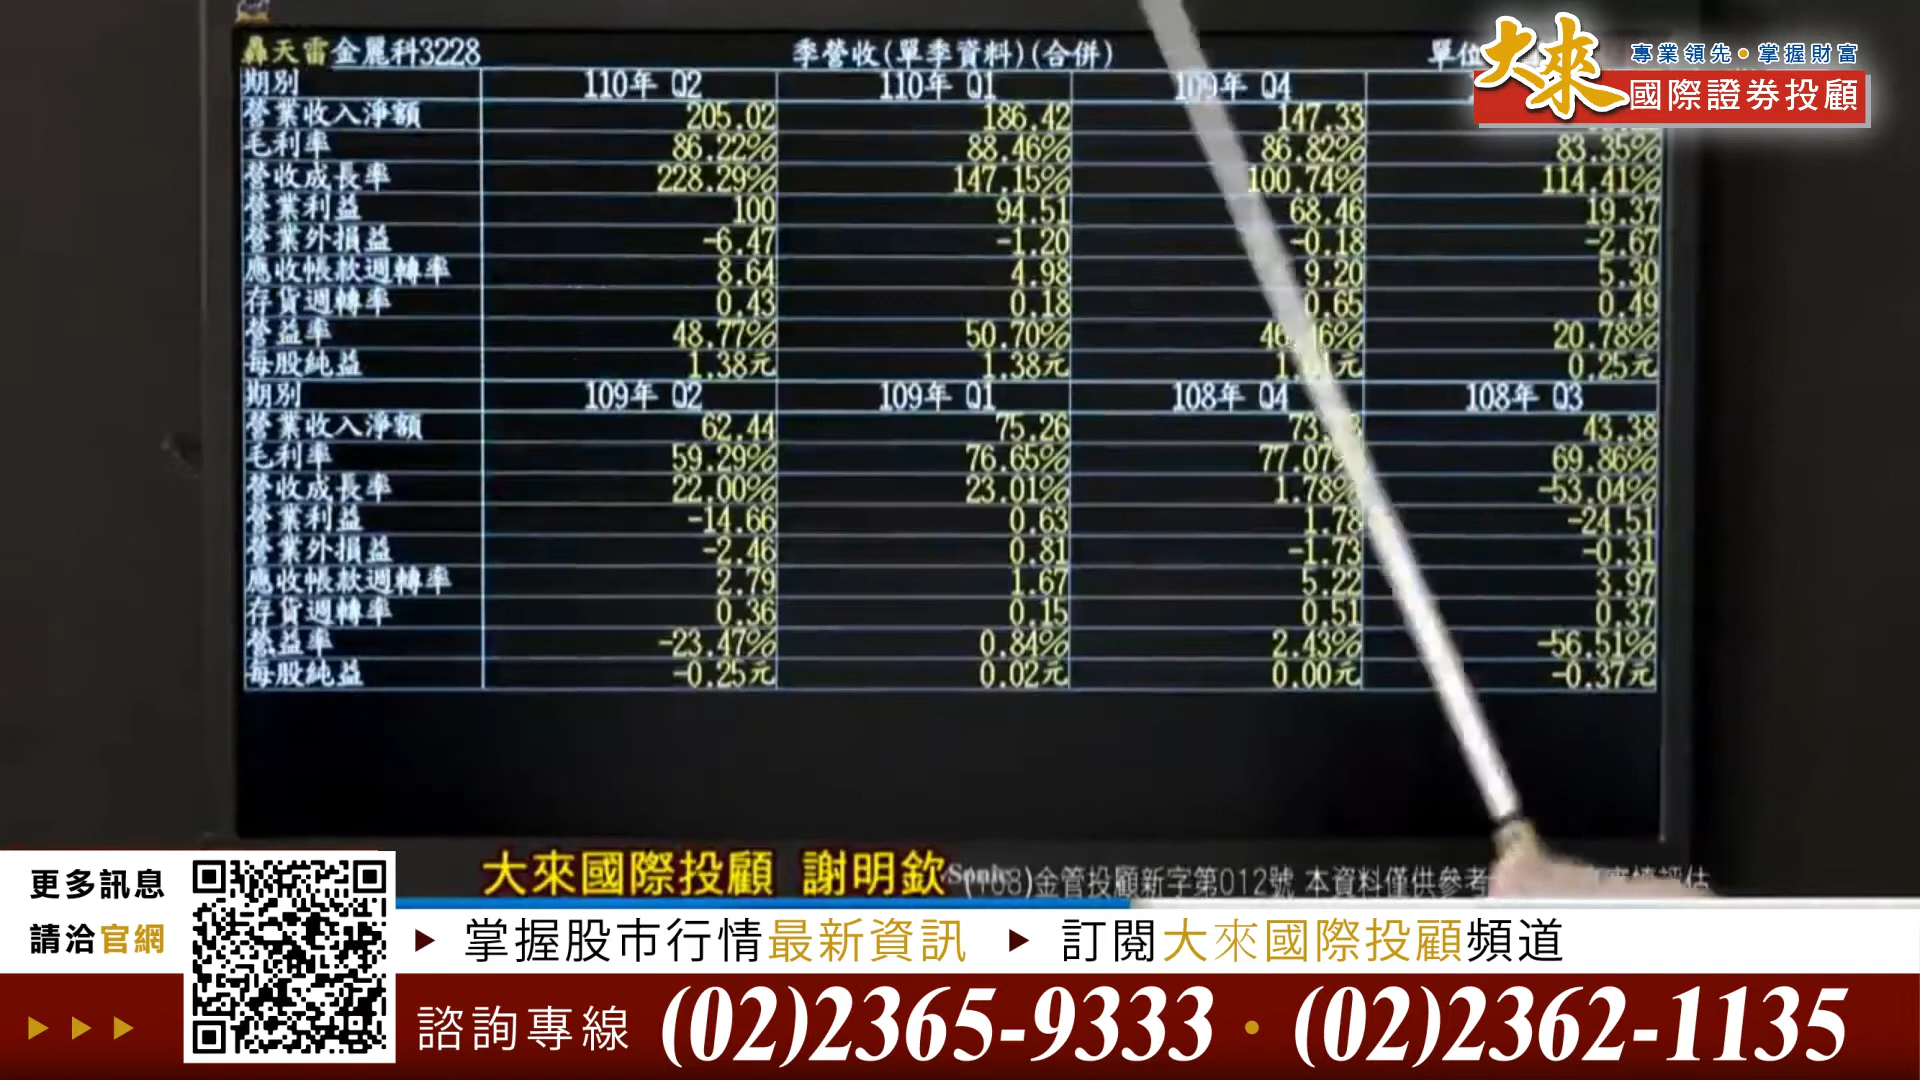 轟天雷 金麗科3228 季營收(單季資料)(合併) 單位
大來 專業領先•掌握財富
國際證券投顧
期別 110年 Q2 110年 Q1 109年 Q4
營業收入淨額 205.02 186.42 147.33
毛利率 86.22% 88.46% 86.82% 83.35%
營收成長率 228.29% 147.15% 100.74% 114.41%
營業利益 100 94.51 68.46 19.37
營業外損益 -6.47 -1.20 -0.18 -2.67
應收帳款週轉率 8.64 4.98 9.20 5.30
存貨週轉率 0.43 0.18 0.65 0.49
營益率 48.77% 50.70% 20.78%
每股純益 1.38元 1.38元 0.25元
期別 109年 Q2 109年 Q1 108年 Q4 108年 Q3
營業收入淨額 62.44 75.26 43.38
毛利率 59.29% 76.65% 77.07% 69.86%
營收成長率 22.00% 23.01% 1.78% -53.04%
營業利益 -14.66 0.63 1.78 -24.51
營業外損益 -2.46 0.81 -1.73 -0.31
應收帳款週轉率 2.79 1.67 5.22 3.97
存貨週轉率 0.36 0.15 0.51 0.37
營益率 -23.47% 0.84% 2.43% -56.51%
每股純益 -0.25元 0.02元 0.00元 -0.37元
大來國際投顧 謝明欽 金管投顧新字第012號 本資料僅供參考
更多訊息
請洽官網
掌握股市行情最新資訊 訂閱大來國際投顧頻道
諮詢專線 (02)2365-9333•(02)2362-1135